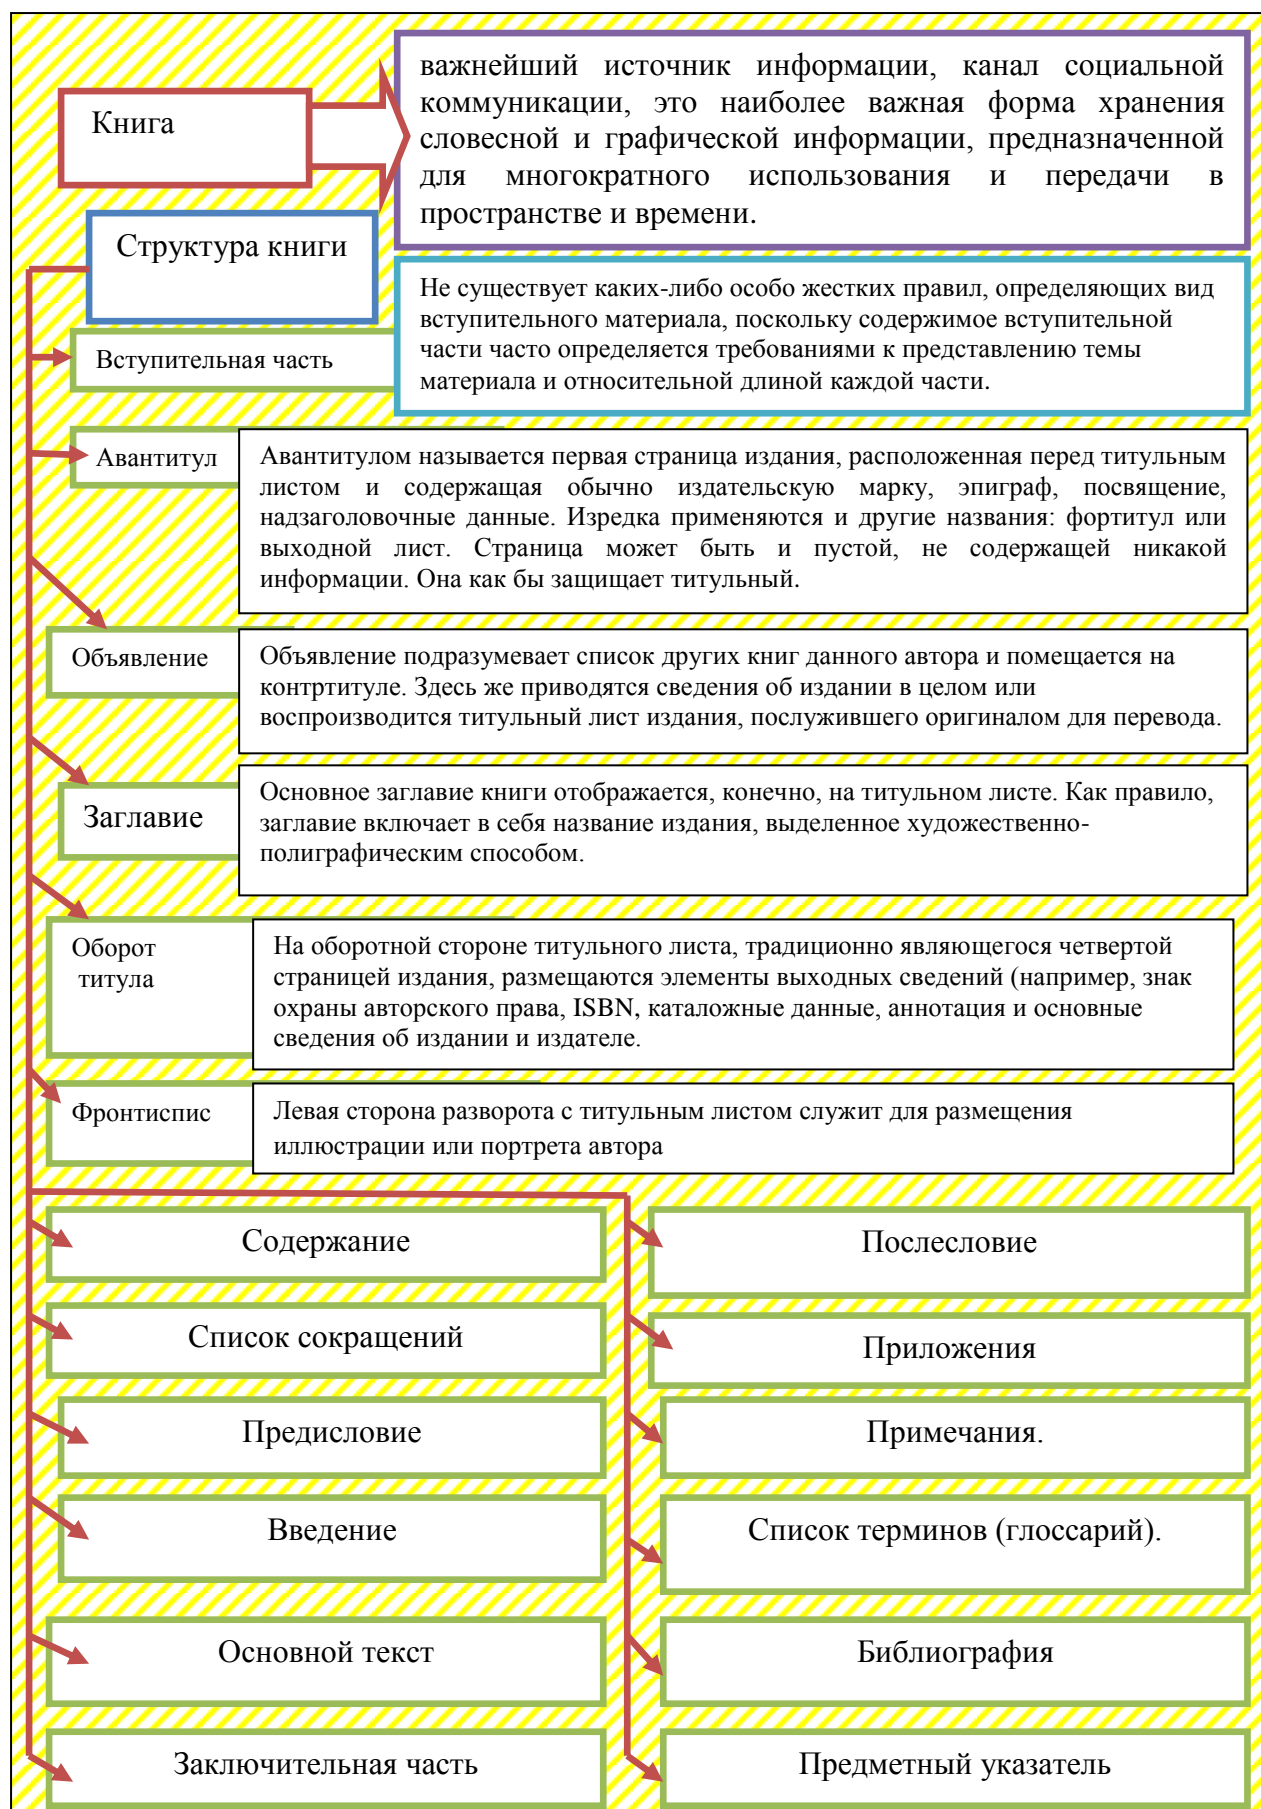 Книга
важнейший источник информации, канал социальной
коммуникации, это наиболее важная форма хранения
словесной и графической информации, предназначенной
для многократного использования и передачи в
пространстве и времени.
Структура книги
Не существует каких-либо особо жестких правил, определяющих вид
вступительного материала, поскольку содержимое вступительной
части часто определяется требованиями к представлению темы
материала и относительной длиной каждой части.
Вступительная часть
Авантитул
Авантитулом называется первая страница издания, расположенная перед титульным
листом и содержащая обычно издательскую марку, эпиграф, посвящение,
надзаголовочные данные. Изредка применяются и другие названия: фортитул или
выходной лист. Страница может быть и пустой, не содержащей никакой
информации. Она как бы защищает титульный.
Объявление
Объявление подразумевает список других книг данного автора и помещается на
контртитуле. Здесь же приводятся сведения об издании в целом или
воспроизводится титульный лист издания, послужившего оригиналом для перевода.
Заглавие
Основное заглавие книги отображается, конечно, на титульном листе. Как правило,
заглавие включает в себя название издания, выделенное художественно-
полиграфическим способом.
Оборот
титула
На оборотной стороне титульного листа, традиционно являющегося четвертой
страницей издания, размещаются элементы выходных сведений (например, знак
охраны авторского права, ISBN, каталожные данные, аннотация и основные
сведения об издании и издателе.
Фронтиспис
Левая сторона разворота с титульным листом служит для размещения
иллюстрации или портрета автора
Содержание
Список сокращений
Предисловие
Введение
Основной текст
Заключительная часть
Послесловие
Приложения
Примечания.
Список терминов (глоссарий).
Библиография
Предметный указатель